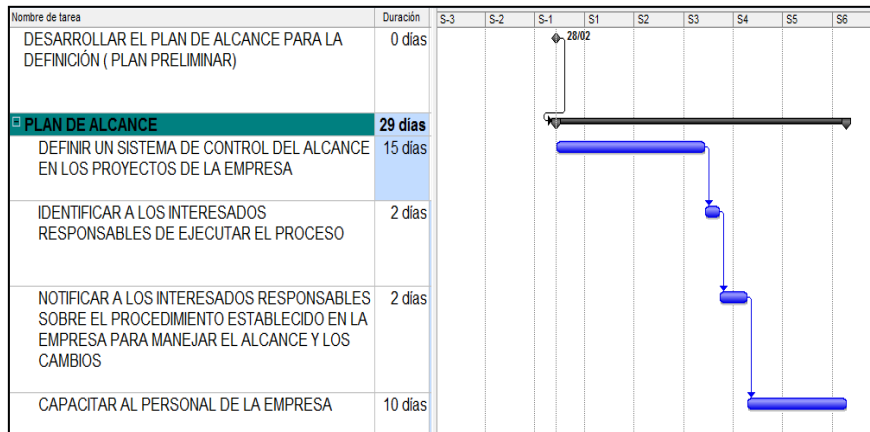 Nombre de tarea Duración S-3 S-2 S-1 S1 S2 S3 S4 S5 S6
DESARROLLAR EL PLAN DE ALCANCE PARA LA 0 días 28/02
DEFINICIÓN ( PLAN PRELIMINAR)
PLAN DE ALCANCE 29 días
DEFINIR UN SISTEMA DE CONTROL DEL ALCANCE 15 días
EN LOS PROYECTOS DE LA EMPRESA
IDENTIFICAR A LOS INTERESADOS 2 días
RESPONSABLES DE EJECUTAR EL PROCESO
NOTIFICAR A LOS INTERESADOS RESPONSABLES 2 días
SOBRE EL PROCEDIMIENTO ESTABLECIDO EN LA
EMPRESA PARA MANEJAR EL ALCANCE Y LOS
CAMBIOS
CAPACITAR AL PERSONAL DE LA EMPRESA 10 días